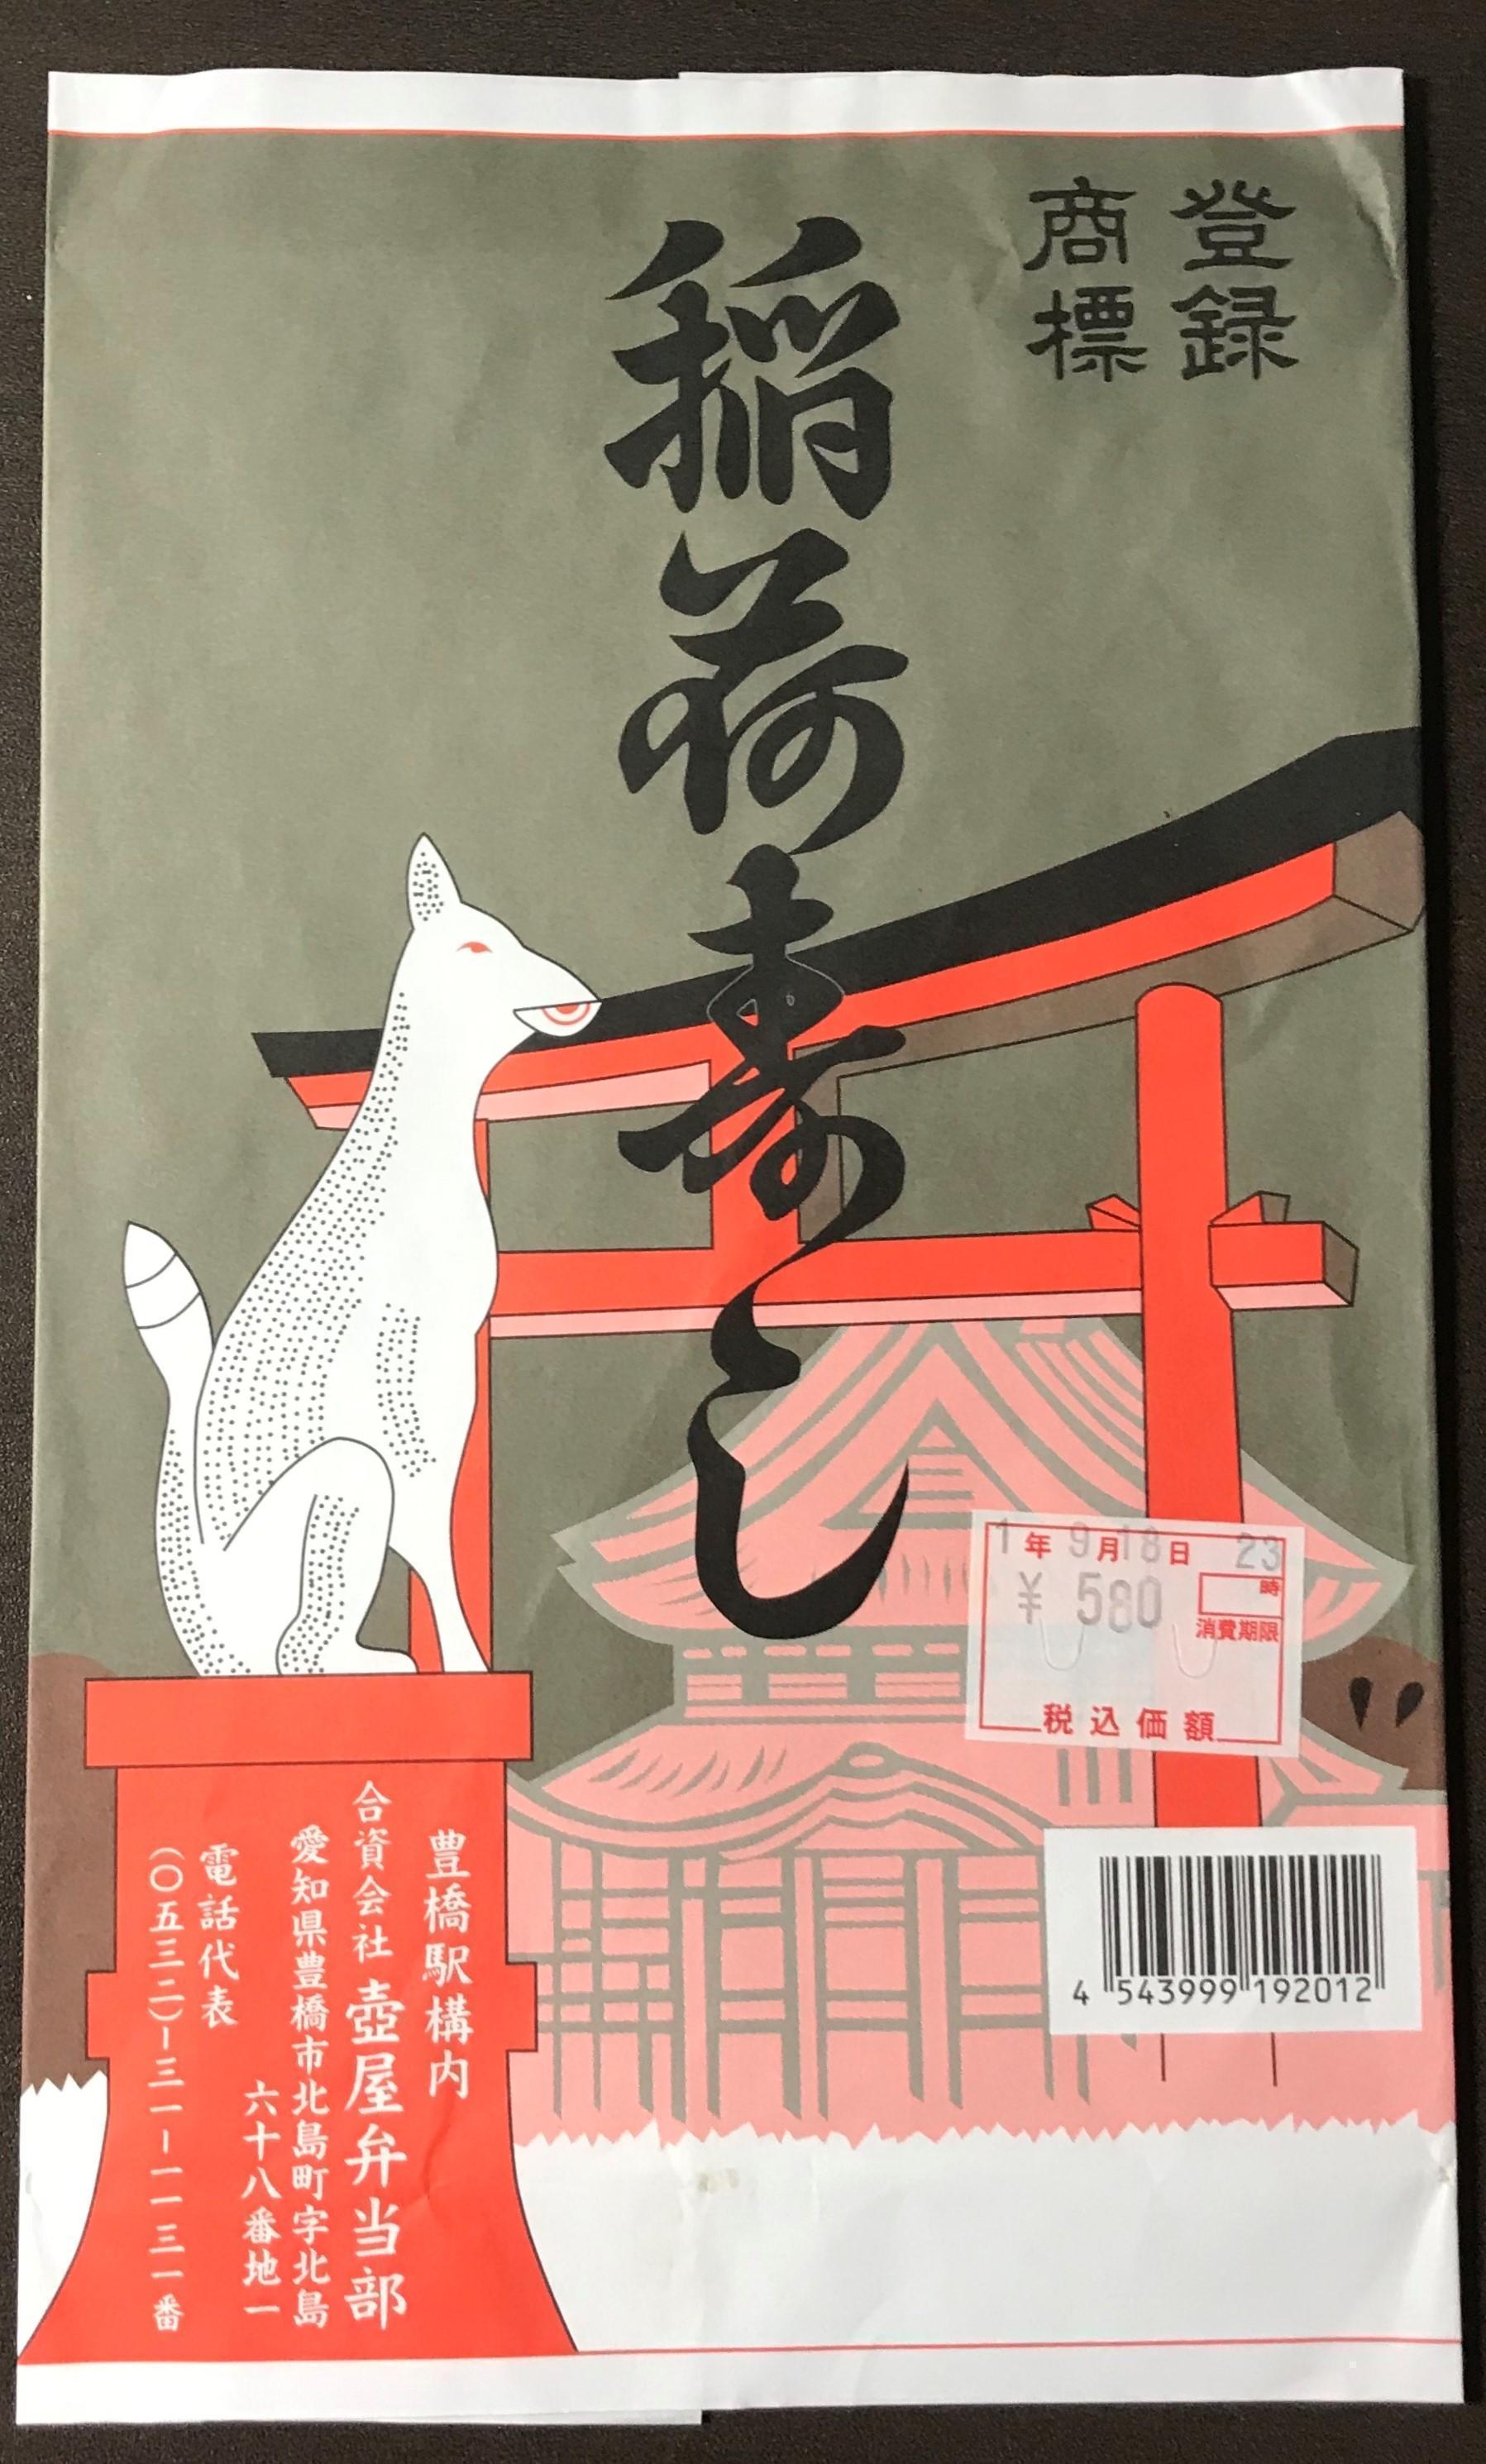 登録
商標
稲荷寿し
1年 9月18日 23
時
¥ 580
消費期限
税込価額
4 543999 192012
豊橋駅構内
合資会社 壺屋弁当部
愛知県豊橋市北島町字北島
六十八番地一
電話代表
(〇五三二)ー三一ー一一三一番